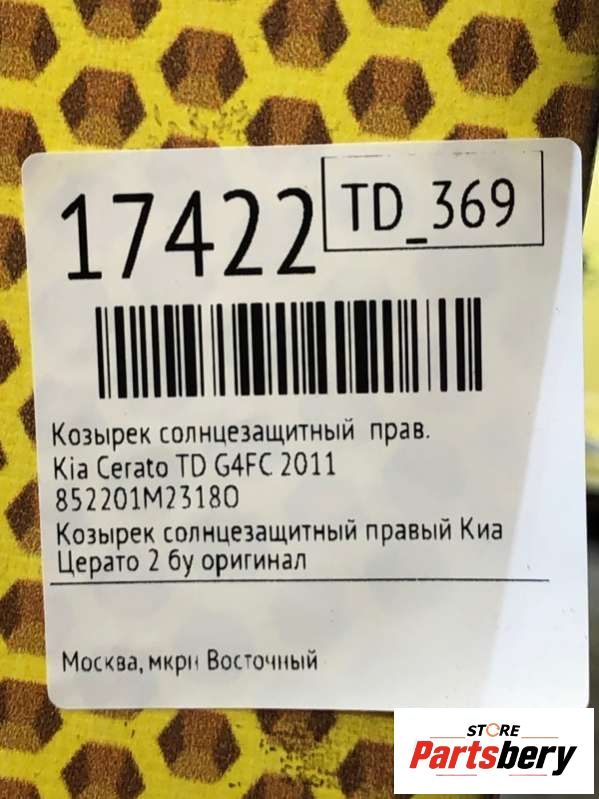 17422
TD_369
Козырек солнцезащитный прав.
Kia Cerato TD G4FC 2011
852201M2318O
Козырек солнцезащитный правый Киа
Церато 2 бу оригинал
Москва, мкрн Восточный
STORE
Partsbery